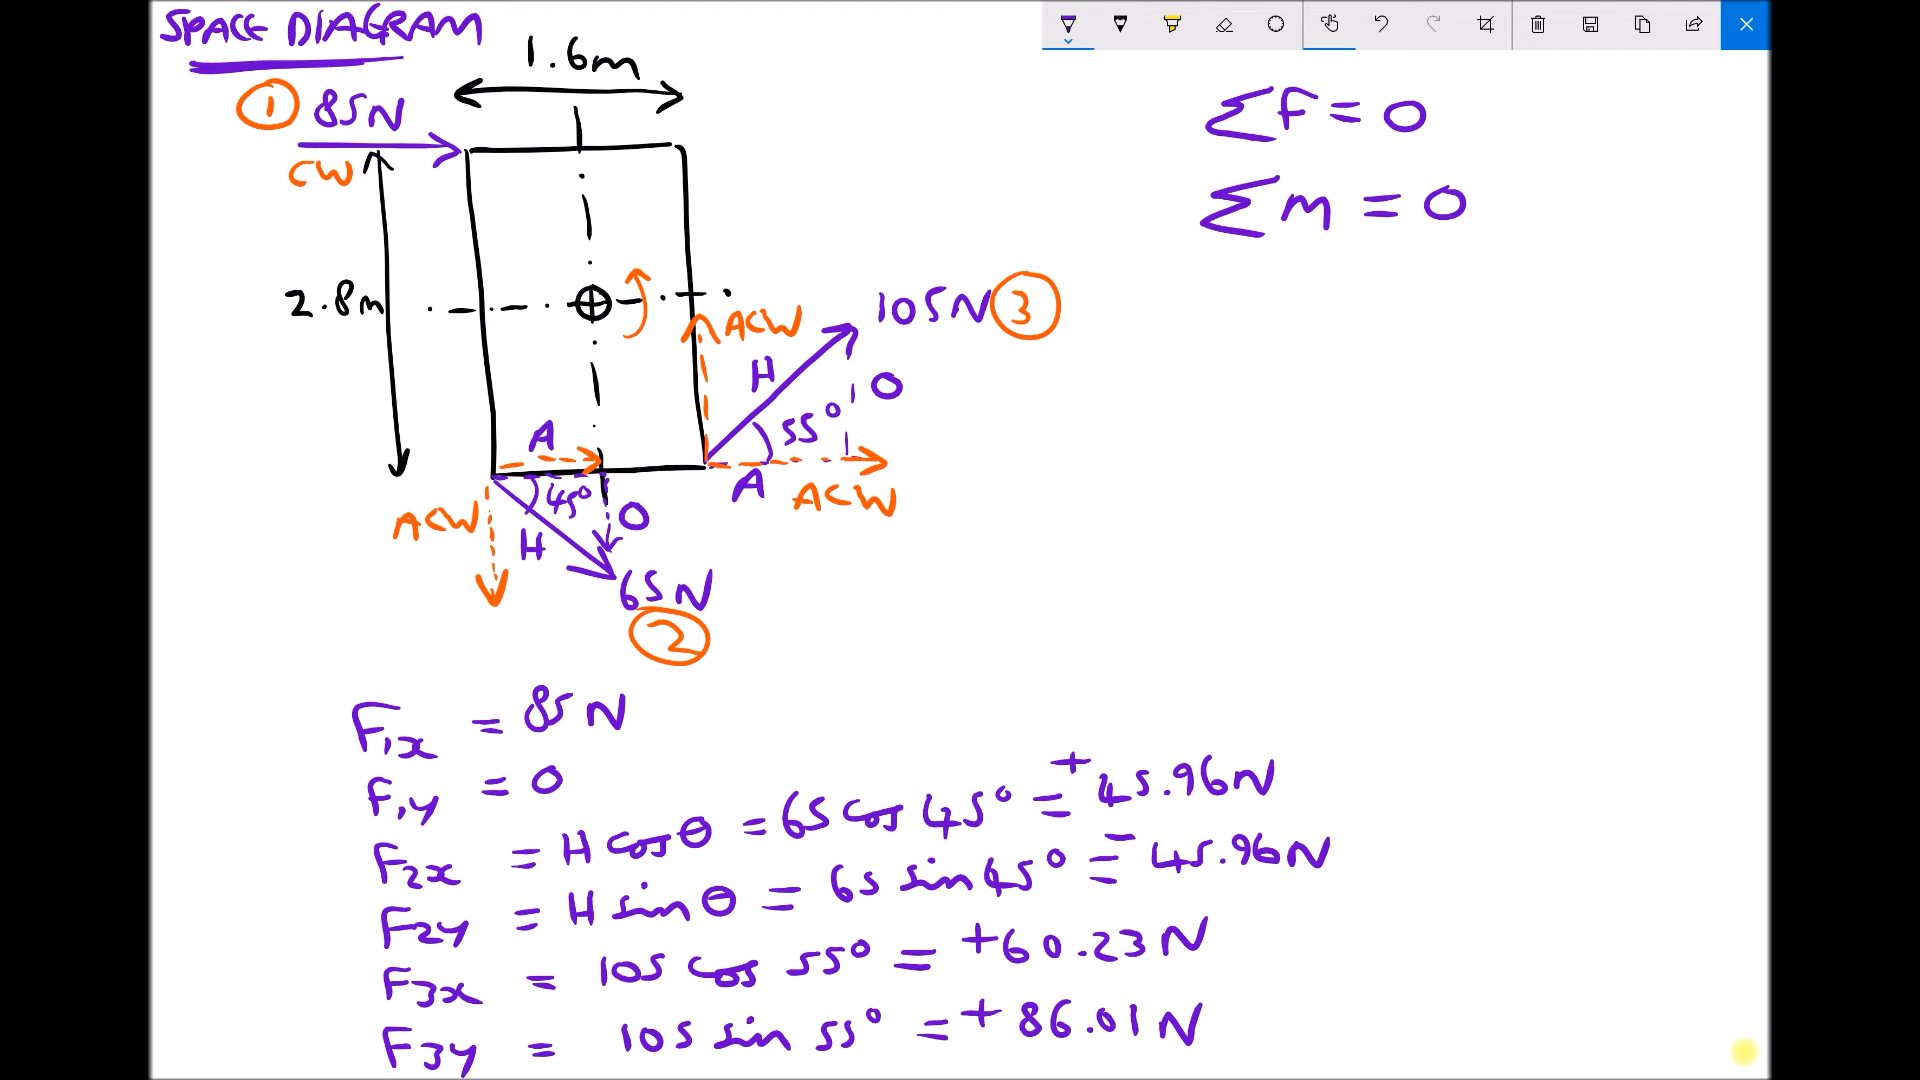 SPACE DIAGRAM
1.6m
① 85N
CW
ΣF = 0
Σm = 0
2.8m
ACW
105N ③
H
O
55°
A
A
ACW
45°
O
ACW
H
65N
②
F1x = 85N
F1y = 0
F2x = H cosθ = 65 cos 45° = +45.96N
F2y = H sinθ = 65 sin 45° = -45.96N
F3x = 105 cos 55° = +60.23N
F3y = 105 sin 55° = +86.01N